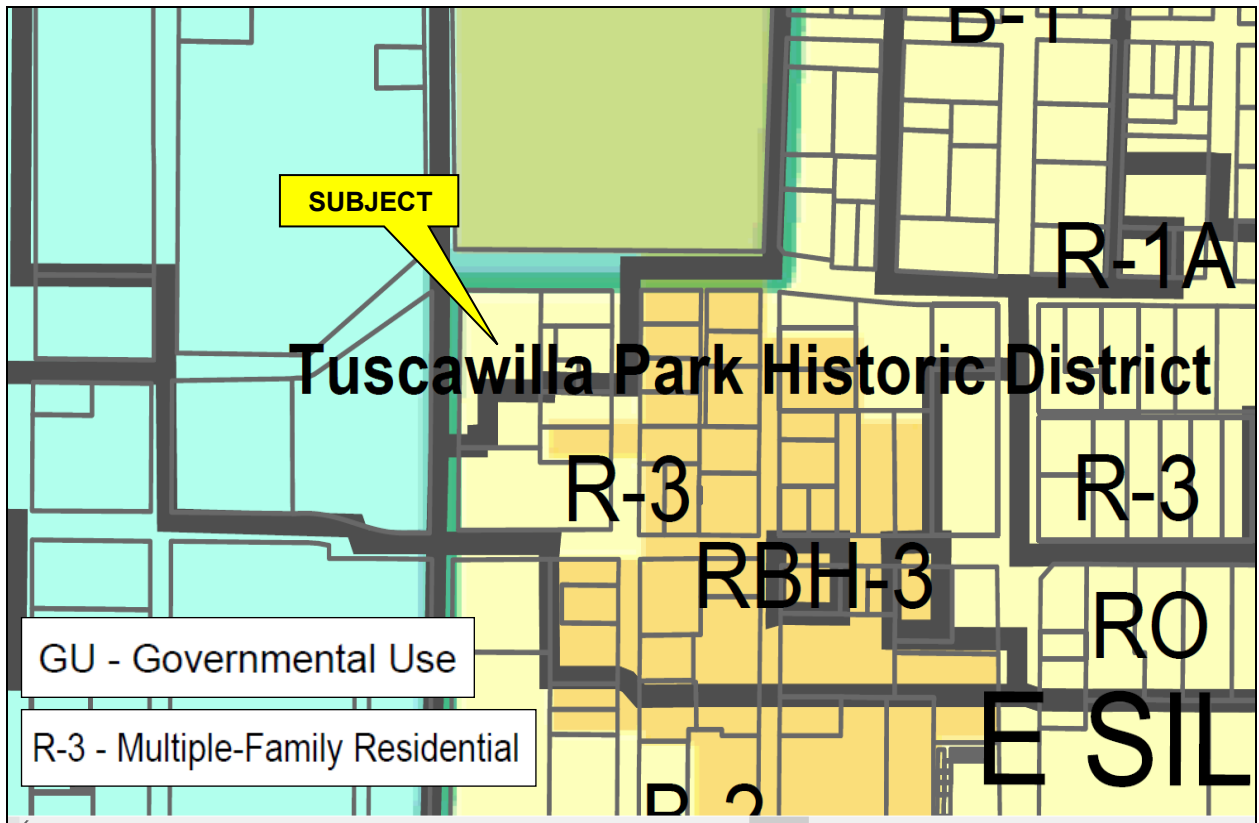 B-1
SUBJECT
R-1A
Tuscawilla Park Historic District
R-3
R-3
RBH-3
RO
GU - Governmental Use
E SIL
R-3 - Multiple-Family Residential